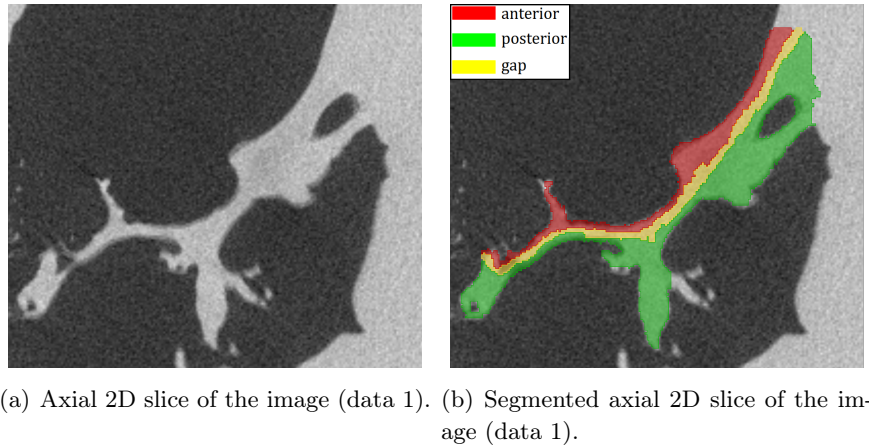 anterior
posterior
gap
(a) Axial 2D slice of the image (data 1).
(b) Segmented axial 2D slice of the im-
age (data 1).